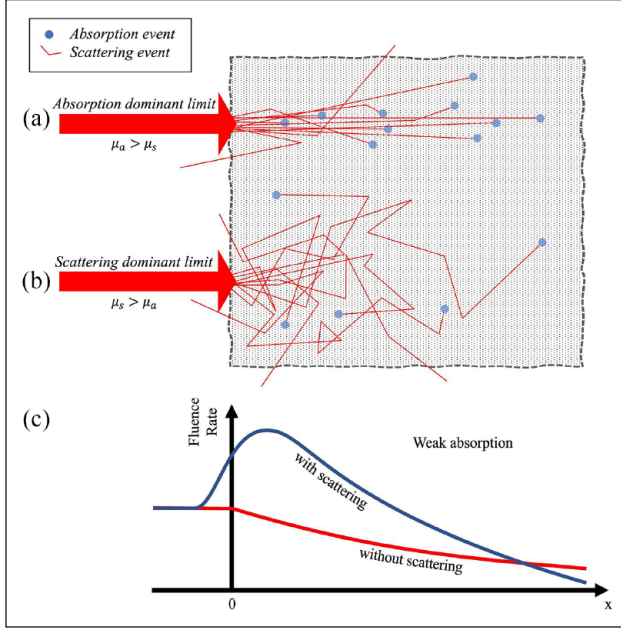 Absorption event
Scattering event
(a)
Absorption dominant limit
μa > μs
(b)
Scattering dominant limit
μs > μa
(c)
Fluence
Rate
Weak absorption
with scattering
without scattering
0
x